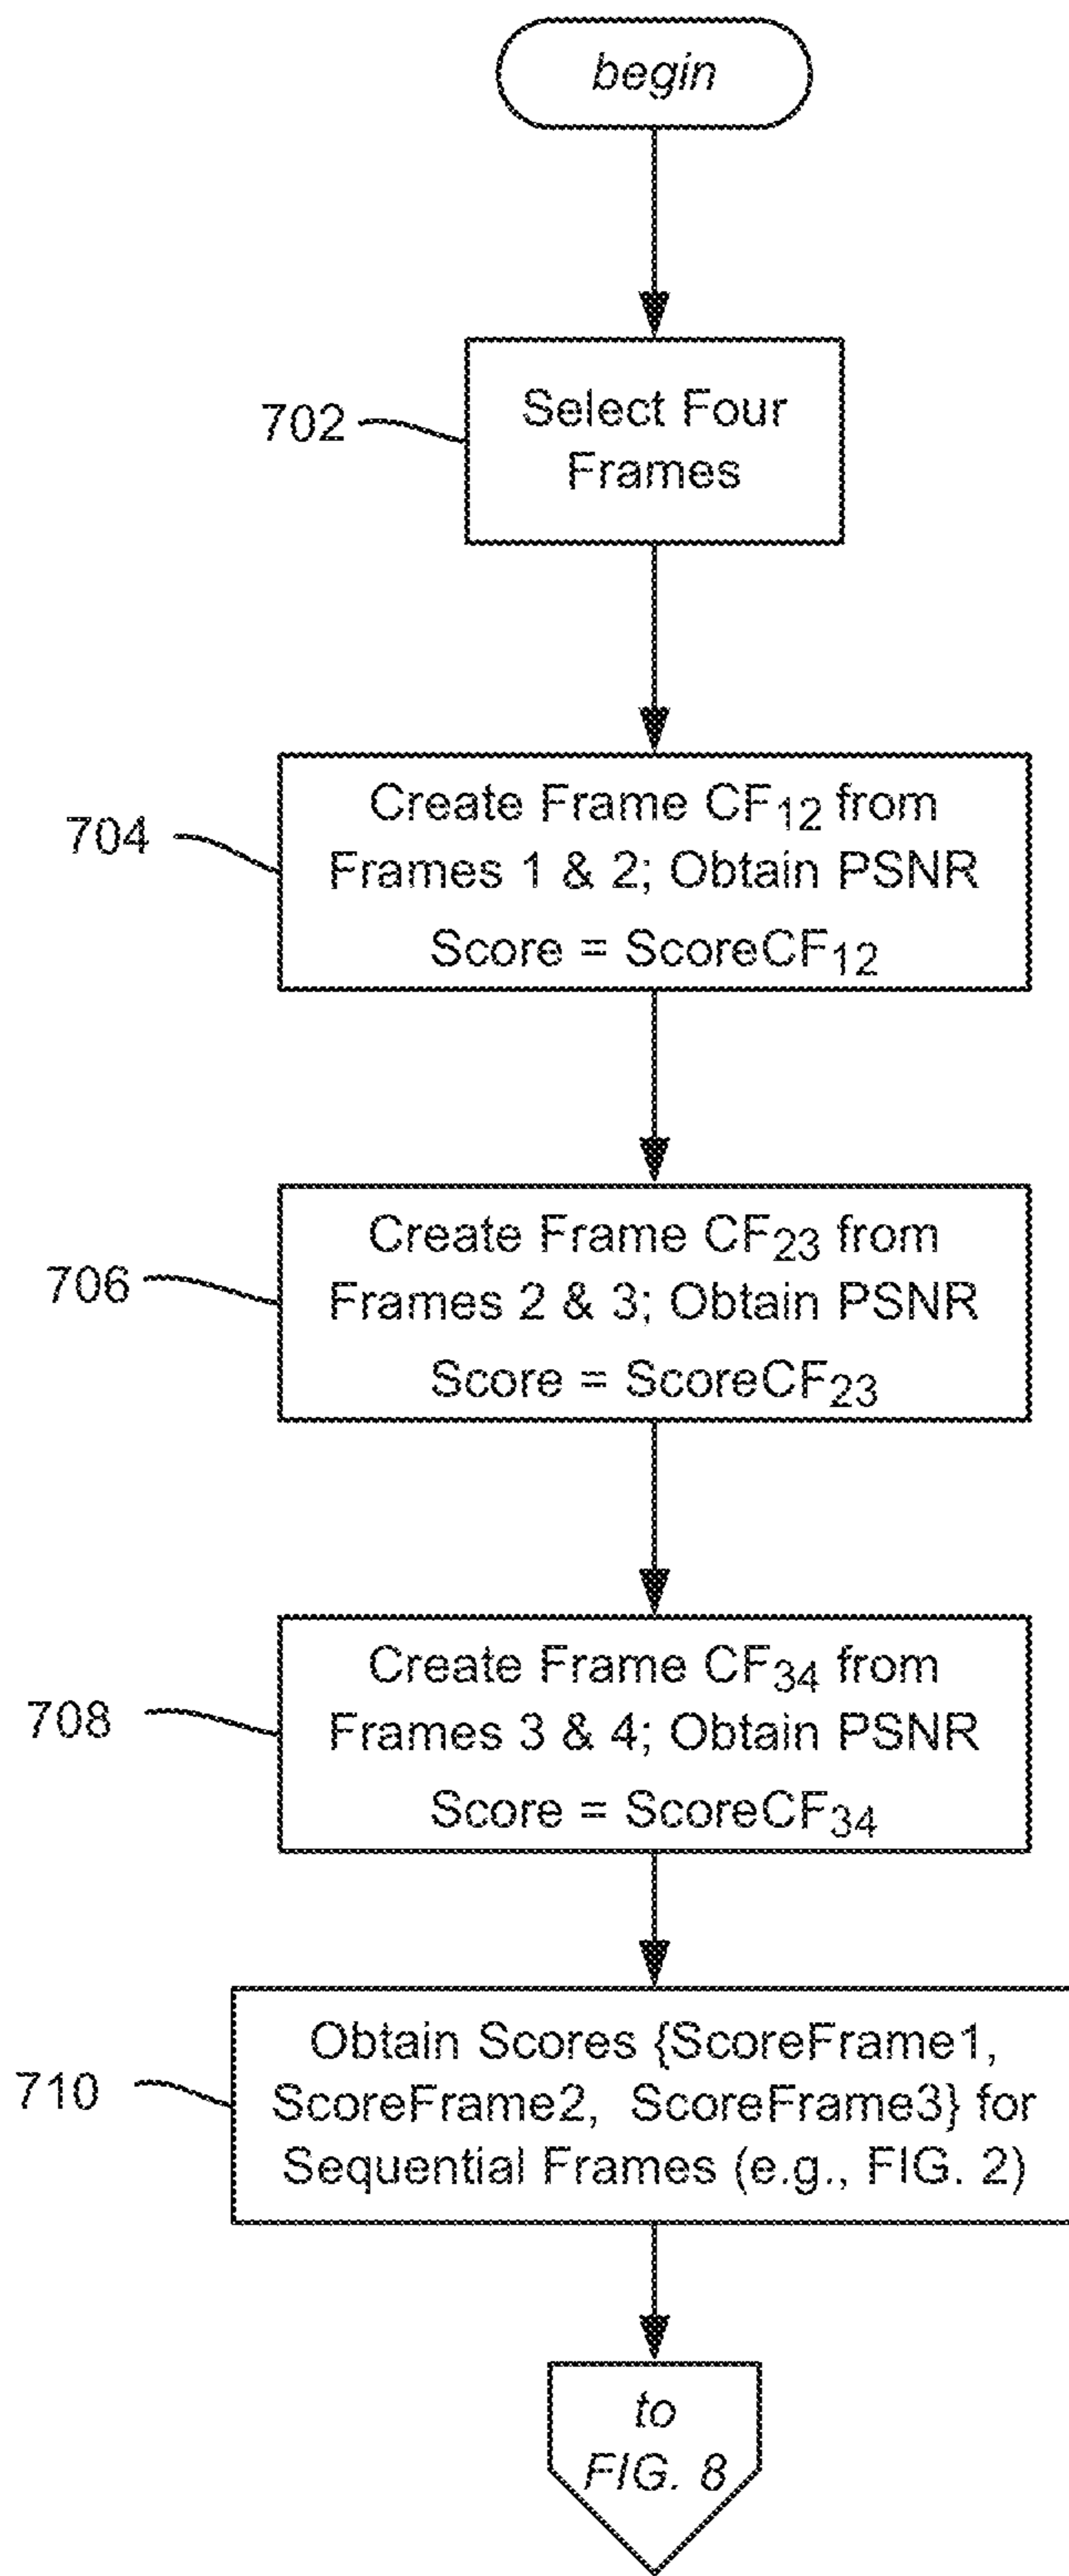 begin
702
Select Four
Frames
704
Create Frame CF₁₂ from
Frames 1 & 2; Obtain PSNR
Score = ScoreCF₁₂
706
Create Frame CF₂₃ from
Frames 2 & 3; Obtain PSNR
Score = ScoreCF₂₃
708
Create Frame CF₃₄ from
Frames 3 & 4; Obtain PSNR
Score = ScoreCF₃₄
710
Obtain Scores {ScoreFrame1,
ScoreFrame2, ScoreFrame3} for
Sequential Frames (e.g., FIG. 2)
to
FIG. 8